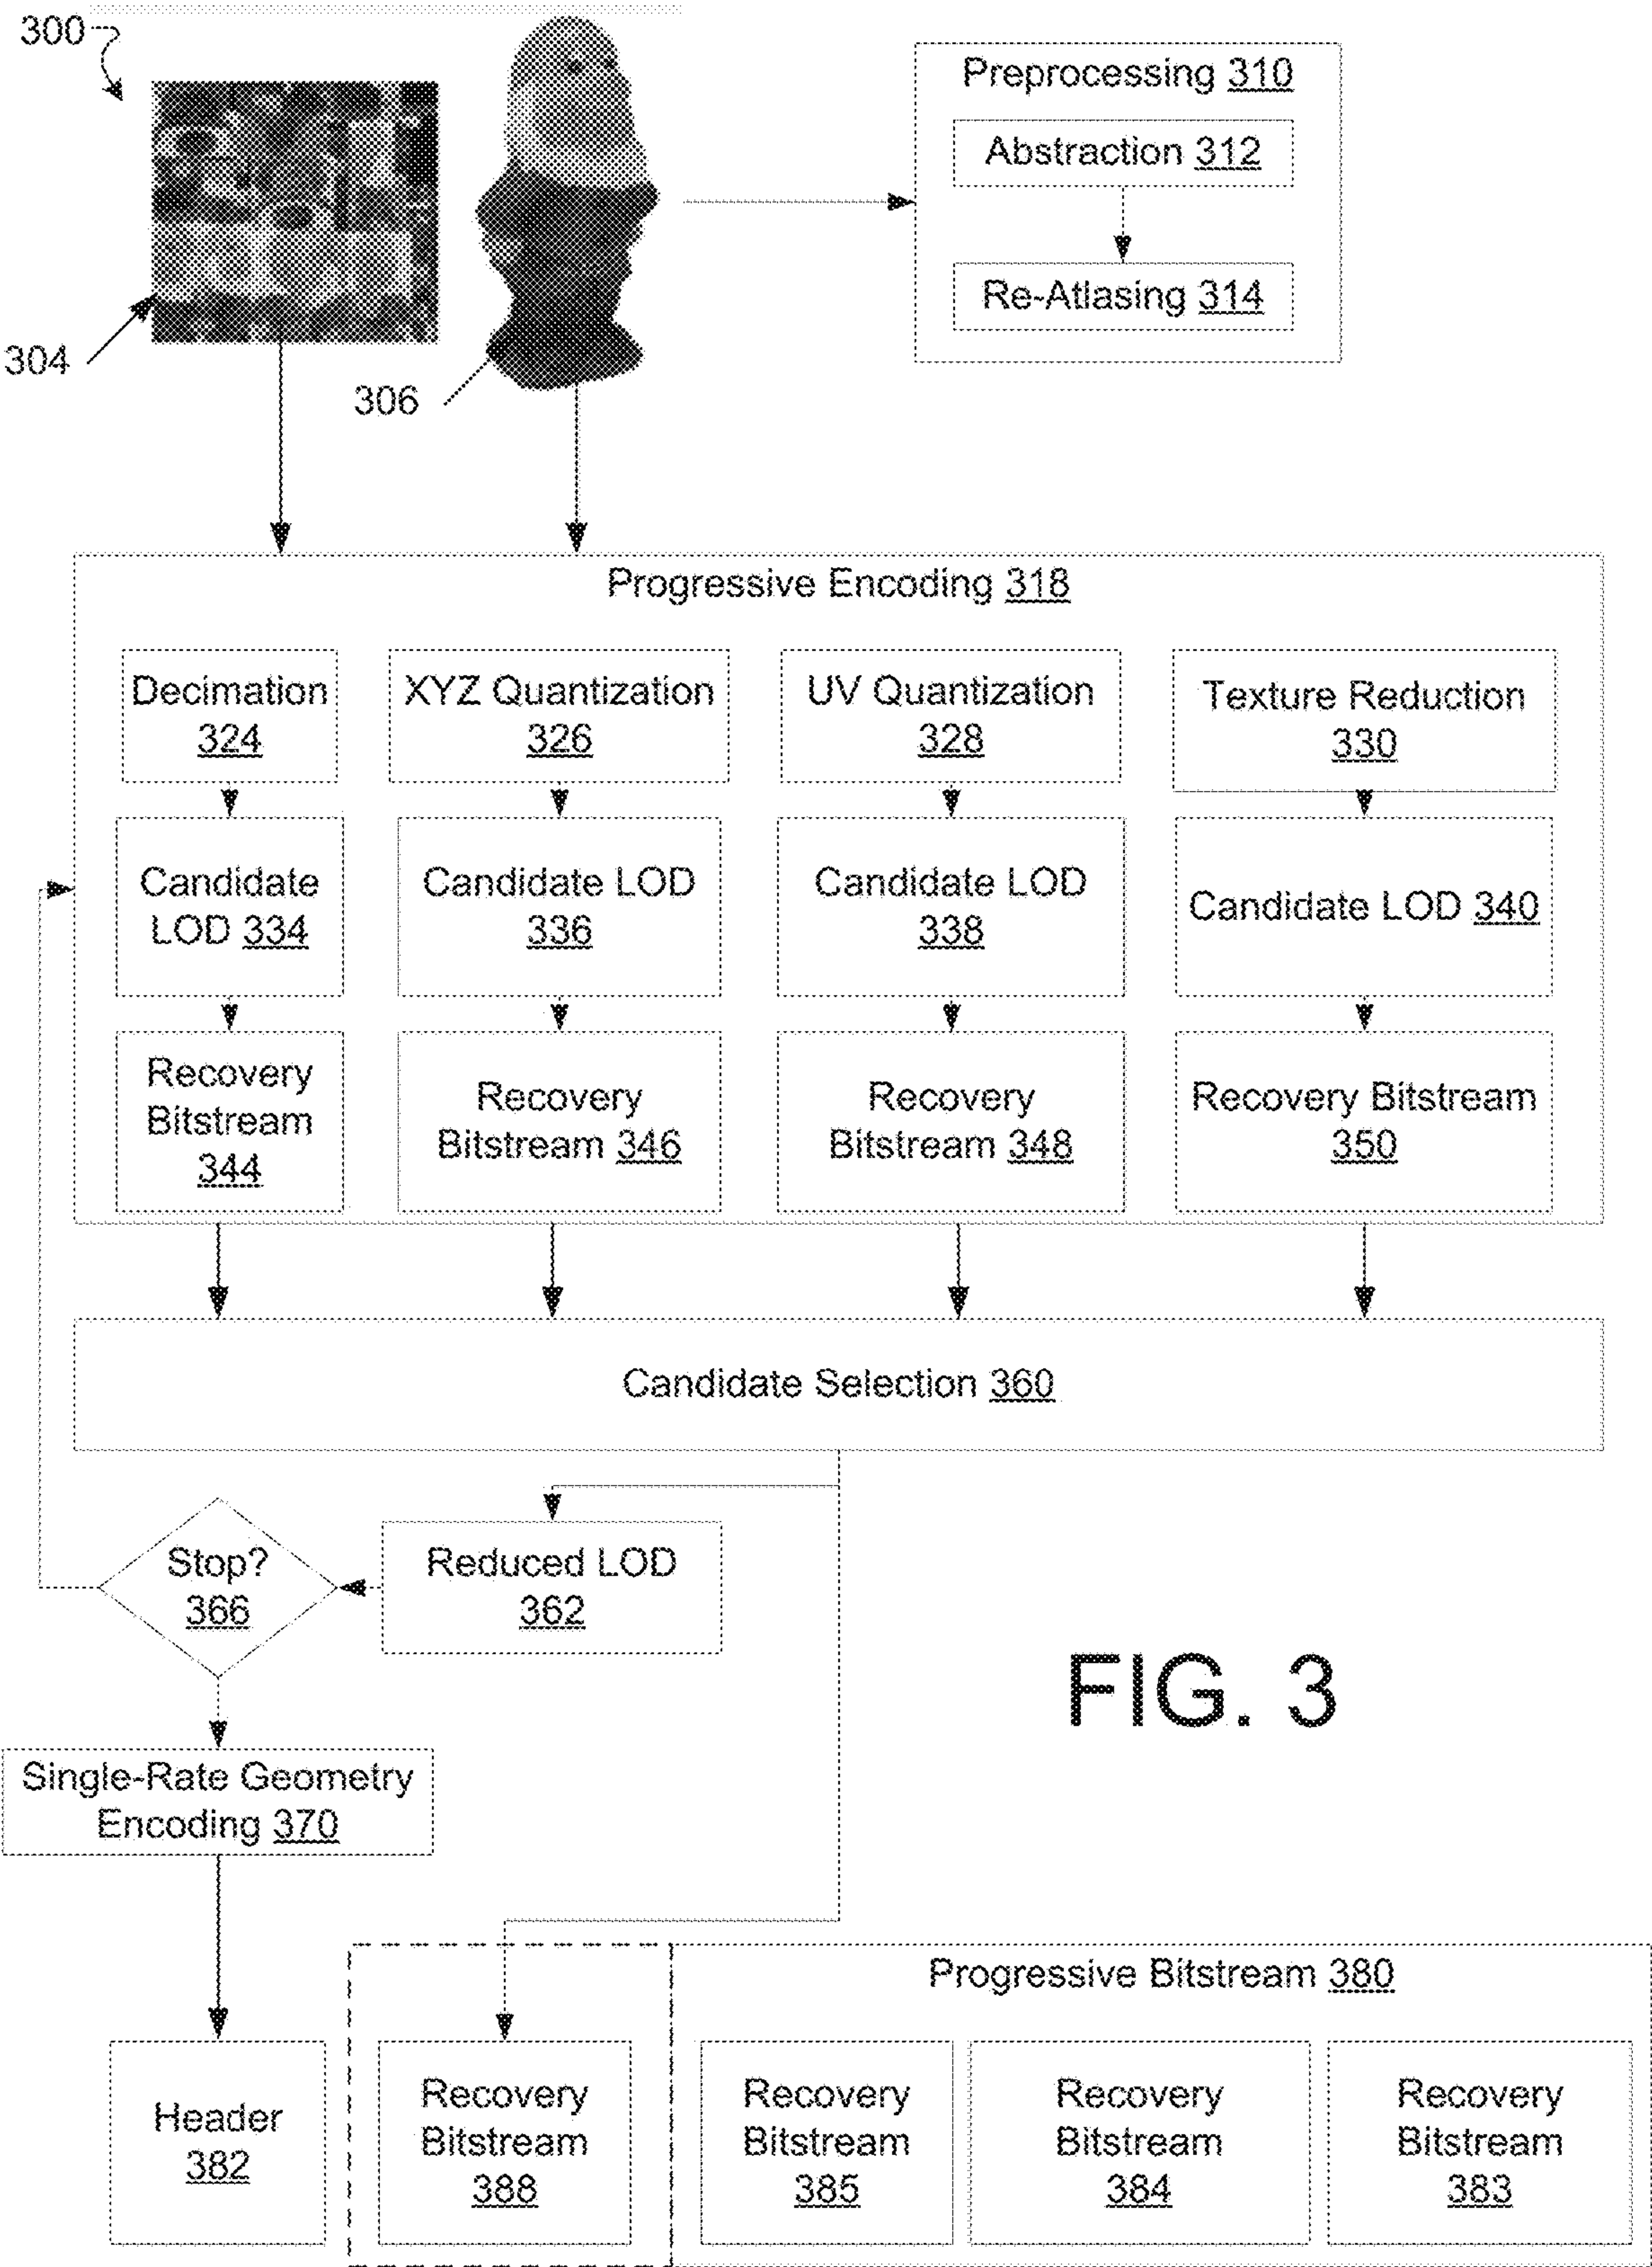 300
Preprocessing 310
Abstraction 312
Re-Atlasing 314
304
306
Progressive Encoding 318
Decimation
324
XYZ Quantization
326
UV Quantization
328
Texture Reduction
330
Candidate
LOD 334
Candidate LOD
336
Candidate LOD
338
Candidate LOD 340
Recovery
Bitstream
344
Recovery
Bitstream 346
Recovery
Bitstream 348
Recovery Bitstream
350
Candidate Selection 360
Stop?
366
Reduced LOD
362
FIG. 3
Single-Rate Geometry
Encoding 370
Progressive Bitstream 380
Header
382
Recovery
Bitstream
388
Recovery
Bitstream
385
Recovery
Bitstream
384
Recovery
Bitstream
383